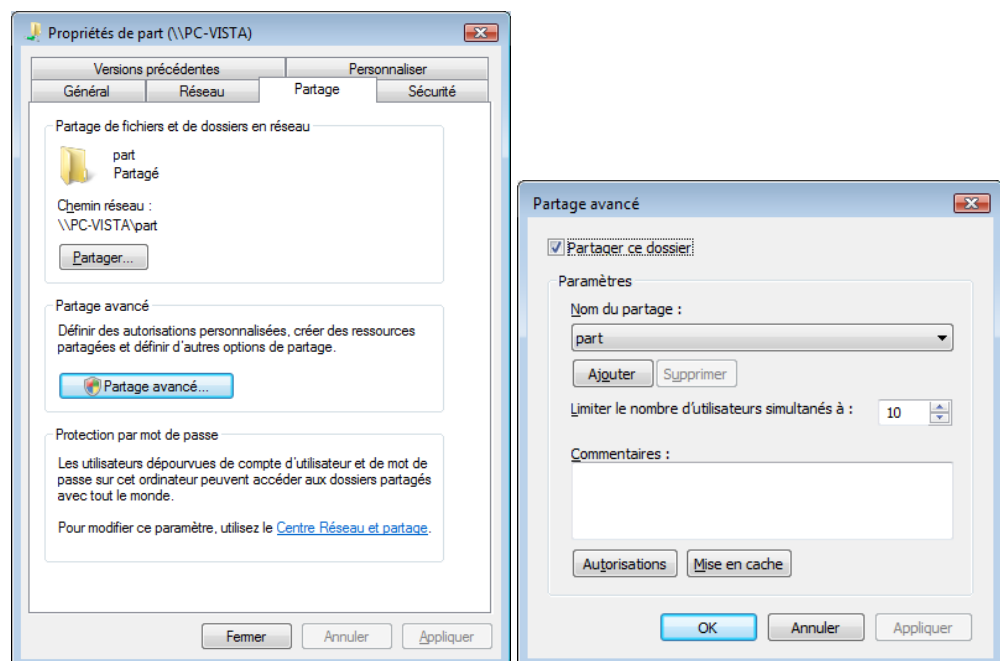 Propriétés de part (\\PC-VISTA)
Versions précédentes
Personnaliser
Général
Réseau
Partage
Sécurité
Partage de fichiers et de dossiers en réseau
part
Partagé
Chemin réseau :
\\PC-VISTA\part
Partager...
Partage avancé
Définir des autorisations personnalisées, créer des ressources
partagées et définir d'autres options de partage.
Partage avancé...
Protection par mot de passe
Les utilisateurs dépourvues de compte d'utilisateur et de mot de
passe sur cet ordinateur peuvent accéder aux dossiers partagés
avec tout le monde.
Pour modifier ce paramètre, utilisez le Centre Réseau et partage.
Fermer
Annuler
Appliquer
Partage avancé
Partager ce dossier
Paramètres
Nom du partage :
part
Ajouter
Supprimer
Limiter le nombre d'utilisateurs simultanés à :
10
Commentaires :
Autorisations
Mise en cache
OK
Annuler
Appliquer